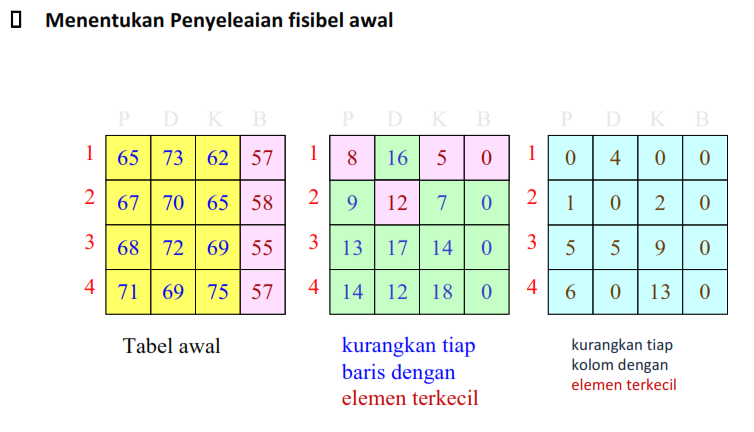 Menentukan Penyeleaian fisibel awal
P D K B P D K B P D K B
1 65 73 62 57 1 8 16 5 0 1 0 4 0 0
2 67 70 65 58 2 9 12 7 0 2 1 0 2 0
3 68 72 69 55 3 13 17 14 0 3 5 5 9 0
4 71 69 75 57 4 14 12 18 0 4 6 0 13 0
Tabel awal
kurangkan tiap
baris dengan
elemen terkecil
kurangkan tiap
kolom dengan
elemen terkecil